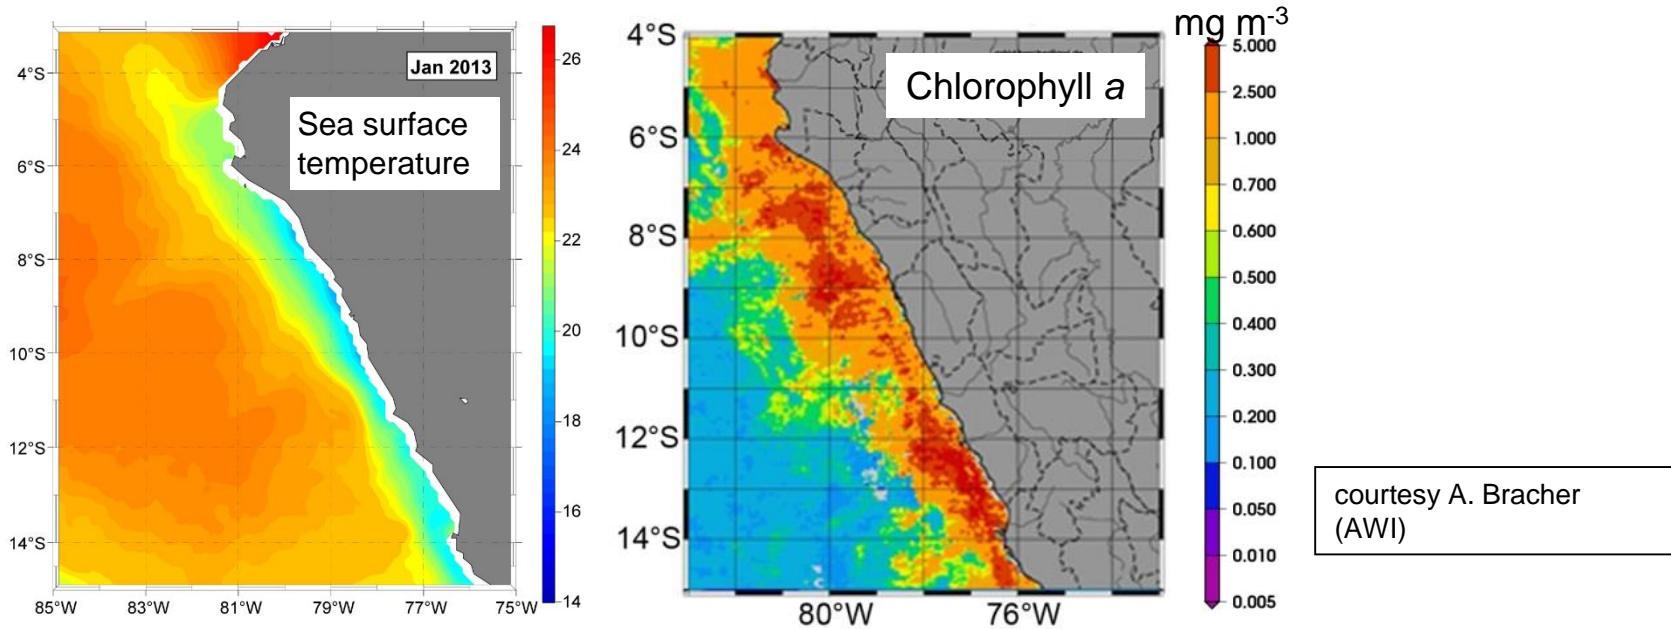 Jan 2013
Sea surface
temperature
4°S
6°S
8°S
10°S
12°S
14°S
85°W
83°W
81°W
79°W
77°W
75°W
26
24
22
20
18
16
14
Chlorophyll a
4°S
6°S
8°S
10°S
12°S
14°S
80°W
76°W
mg m-3
5.000
2.500
1.000
0.700
0.600
0.500
0.400
0.300
0.200
0.100
0.050
0.010
0.005
courtesy A. Bracher
(AWI)